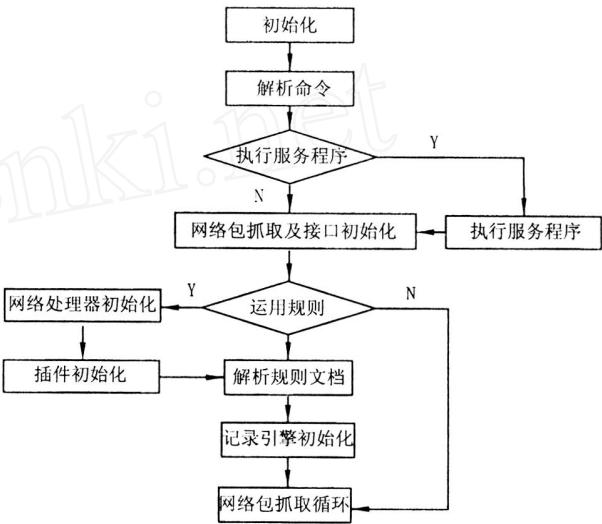 初始化
解析命令
执行服务程序
Y
N
网络包抓取及接口初始化
执行服务程序
运用规则
Y
N
网络处理器初始化
插件初始化
解析规则文档
记录引擎初始化
网络包抓取循环
nki.net